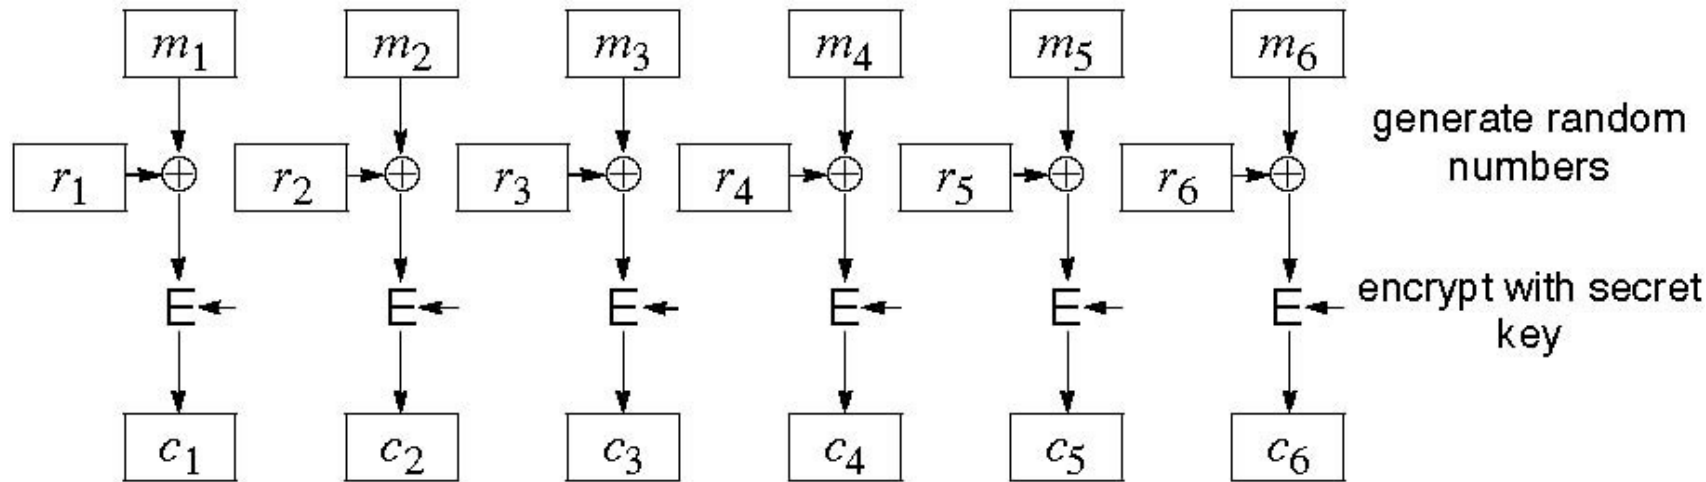 m1 m2 m3 m4 m5 m6
generate random
numbers
r1 r2 r3 r4 r5 r6
E E E E E E
encrypt with secret
key
c1 c2 c3 c4 c5 c6